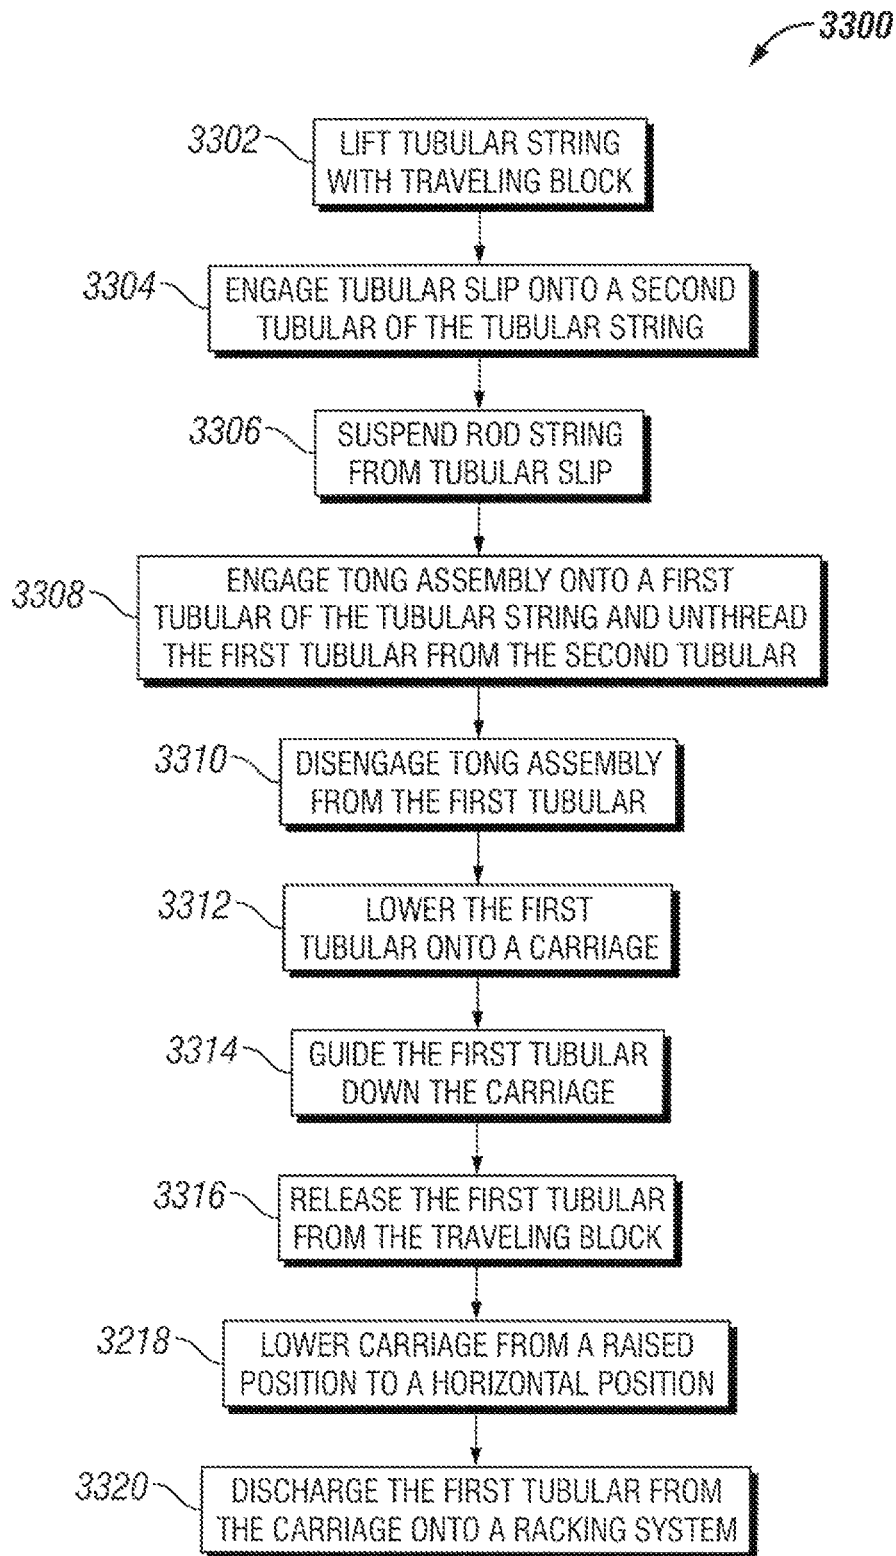 3300
3302
LIFT TUBULAR STRING
WITH TRAVELING BLOCK
3304
ENGAGE TUBULAR SLIP ONTO A SECOND
TUBULAR OF THE TUBULAR STRING
3306
SUSPEND ROD STRING
FROM TUBULAR SLIP
3308
ENGAGE TONG ASSEMBLY ONTO A FIRST
TUBULAR OF THE TUBULAR STRING AND UNTHREAD
THE FIRST TUBULAR FROM THE SECOND TUBULAR
3310
DISENGAGE TONG ASSEMBLY
FROM THE FIRST TUBULAR
3312
LOWER THE FIRST
TUBULAR ONTO A CARRIAGE
3314
GUIDE THE FIRST TUBULAR
DOWN THE CARRIAGE
3316
RELEASE THE FIRST TUBULAR
FROM THE TRAVELING BLOCK
3218
LOWER CARRIAGE FROM A RAISED
POSITION TO A HORIZONTAL POSITION
3320
DISCHARGE THE FIRST TUBULAR FROM
THE CARRIAGE ONTO A RACKING SYSTEM